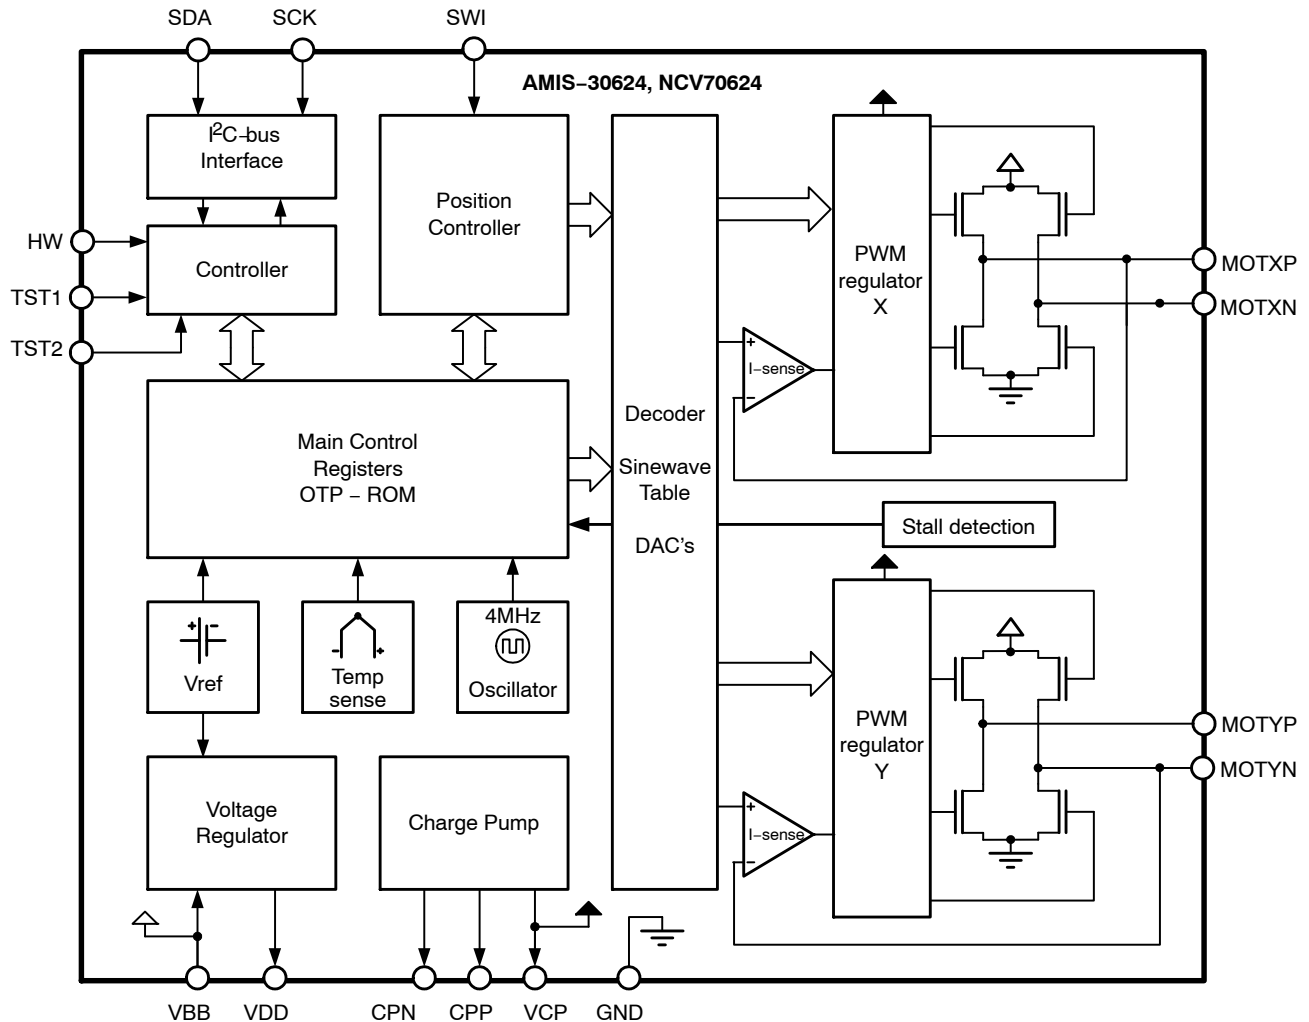 SDA
SCK
SWI
AMIS−30624, NCV70624
I2C−bus
Interface
Position
Controller
HW
Controller
TST1
TST2
PWM
regulator
X
MOTXP
MOTXN
+
I−sense
−
Main Control
Registers
OTP − ROM
Decoder
Sinewave
Table
DAC's
Stall detection
+ −
Vref
− +
Temp
sense
4MHz
Oscillator
PWM
regulator
Y
MOTYP
MOTYN
+
I−sense
−
Voltage
Regulator
Charge Pump
VBB
VDD
CPN
CPP
VCP
GND